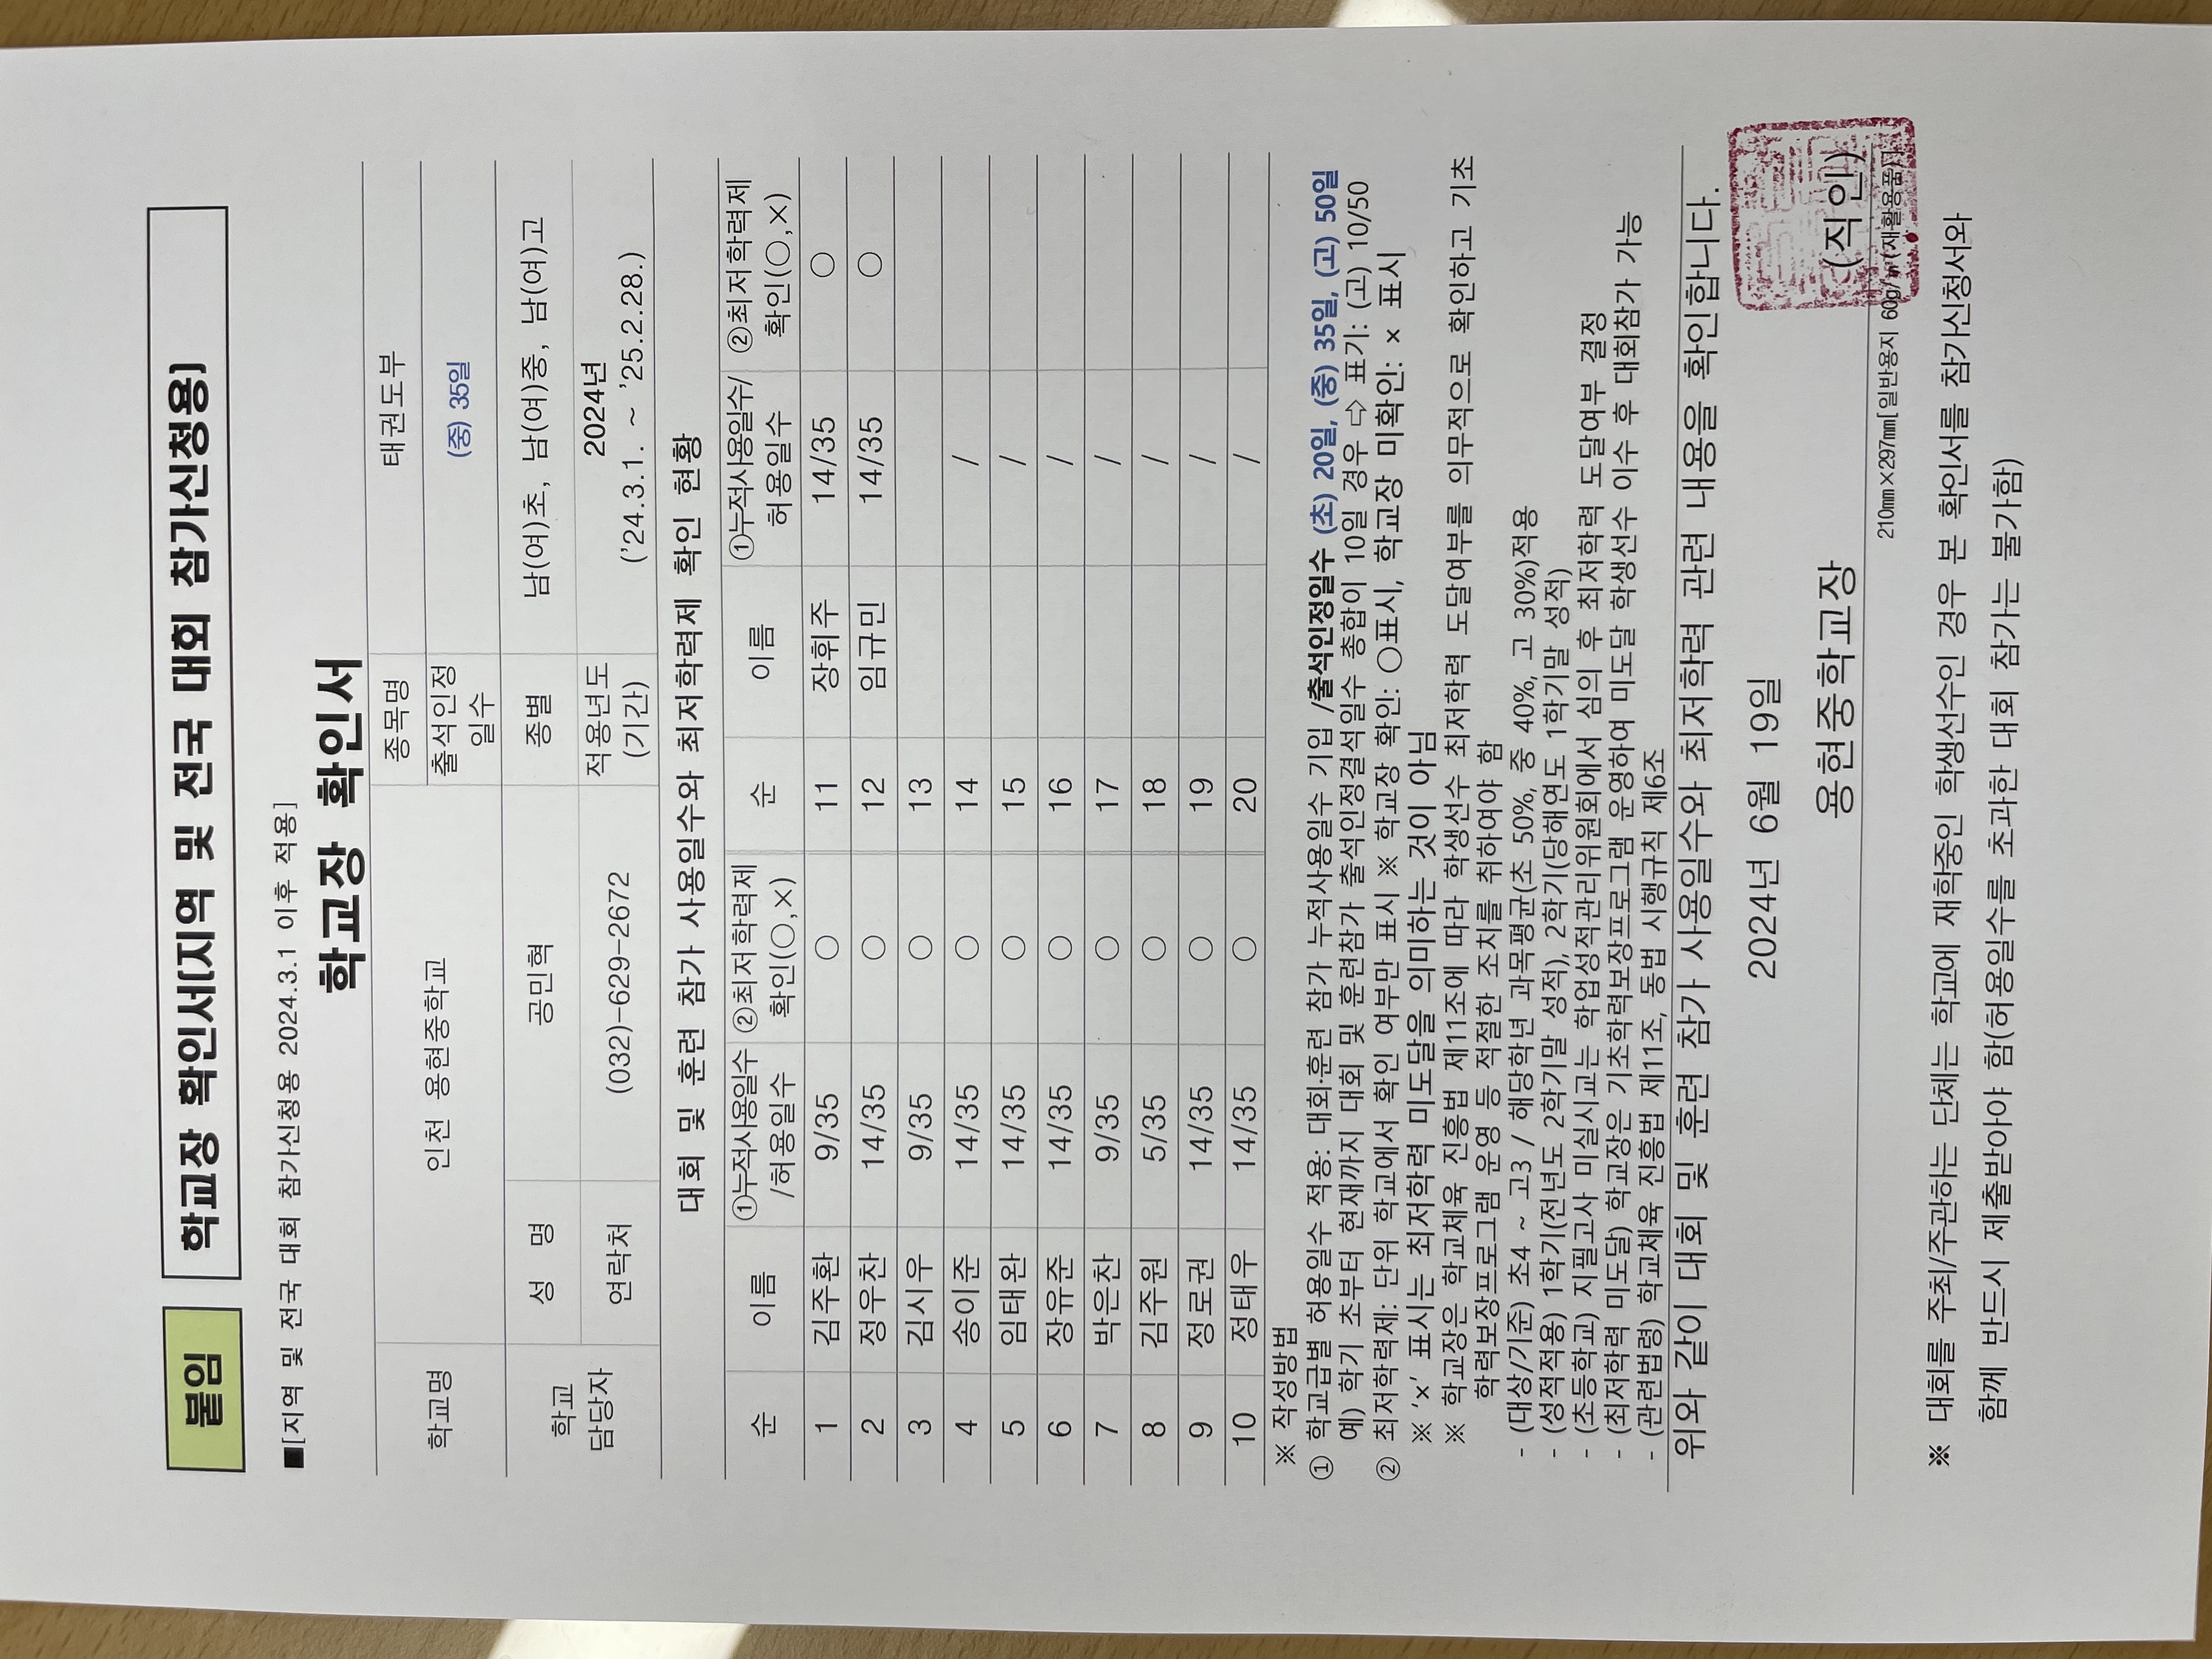 붙임 학교장 확인서[지역 및 전국 대회 참가신청용]
■[지역 및 전국 대회 참가신청용 2024.3.1 이후 적용]
학교장 확인서
학교명 인천 용현중학교 종목명 태권도부
출석인정일수 (중) 35일
학교 담당자 성 명 공민혁 종별 남(여)초, 남(여)중, 남(여)고
연락처 (032)-629-2672 적용년도 (기간) 2024년 ('24.3.1. ~ '25.2.28.)
대회 및 훈련 참가 사용일수와 최저학력제 확인 현황
순 이름 ①누적사용일수/허용일수 ②최저학력제 확인(○,×) 순 이름 ①누적사용일수/허용일수 ②최저학력제 확인(○,×)
1 김주환 9/35 ○ 11 장휘주 14/35 ○
2 정우찬 14/35 ○ 12 임규민 14/35 ○
3 김시우 9/35 ○ 13
4 송이준 14/35 ○ 14 /
5 임태완 14/35 ○ 15 /
6 장유준 14/35 ○ 16 /
7 박은찬 9/35 ○ 17 /
8 김주원 5/35 ○ 18 /
9 정로권 14/35 ○ 19 /
10 정태우 14/35 ○ 20 /
※ 작성방법
① 학교급별 허용일수 적용: 대회·훈련 참가 누적사용일수 기입 /출석인정일수 (초) 20일, (중) 35일, (고) 50일
예) 학기 초부터 현재까지 대회 및 훈련참가 출석인정결석일수 총합이 10일 경우 ⇨ 표기: (고) 10/50
② 최저학력제: 단위 학교에서 확인 여부만 표시 ※ 학교장 확인: ○표시, 학교장 미확인: × 표시
※ '×' 표시는 최저학력 미도달을 의미하는 것이 아님
※ 학교장은 학교체육 진흥법 제11조에 따라 학생선수 최저학력 도달여부를 의무적으로 확인하고 기초
학력보장프로그램 운영 등 적절한 조치를 취하여야 함
- (대상/기준) 초4 ~ 고3 / 해당학년 과목평균(초 50%, 중 40%, 고 30%)적용
- (성적적용) 1학기(전년도 2학기말 성적), 2학기(당해연도 1학기말 성적)
- (초등학교) 지필고사 미실시교는 학업성적관리위원회에서 심의 후 최저학력 도달여부 결정
- (최저학력 미도달) 학교장은 기초학력보장프로그램 운영하여 미도달 학생선수 이수 후 대회참가 가능
- (관련법령) 학교체육 진흥법 제11조, 동법 시행규칙 제6조
위와 같이 대회 및 훈련 참가 사용일수와 최저학력 관련 내용을 확인합니다.
2024년 6월 19일
용현중학교장 (직인)
210㎜×297㎜[일반용지 60g/㎡(재활용품)]
※ 대회를 주최/주관하는 단체는 학교에 재학중인 학생선수인 경우 본 확인서를 참가신청서와
함께 반드시 제출받아야 함(허용일수를 초과한 대회 참가는 불가함)